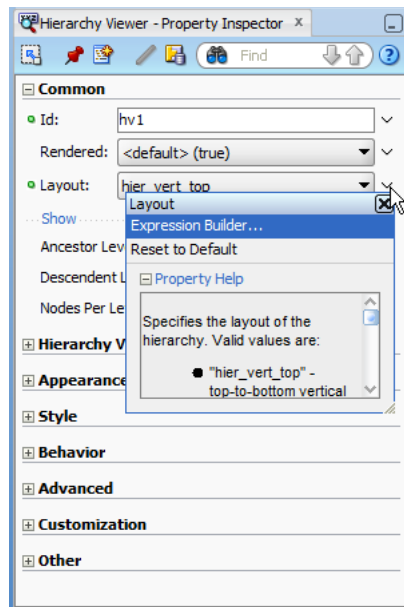 Hierarchy Viewer - Property Inspector x
Find
Common
Id: hv1
Rendered: <default> (true)
Layout: hier_vert_top
Layout
Show
Expression Builder...
Ancestor Lev
Reset to Default
Descendent L
Property Help
Nodes Per Le
Specifies the layout of the
hierarchy. Valid values are:
Hierarchy V
"hier_vert_top" -
Appearance
top-to-bottom vertical
Style
Behavior
Advanced
Customization
Other